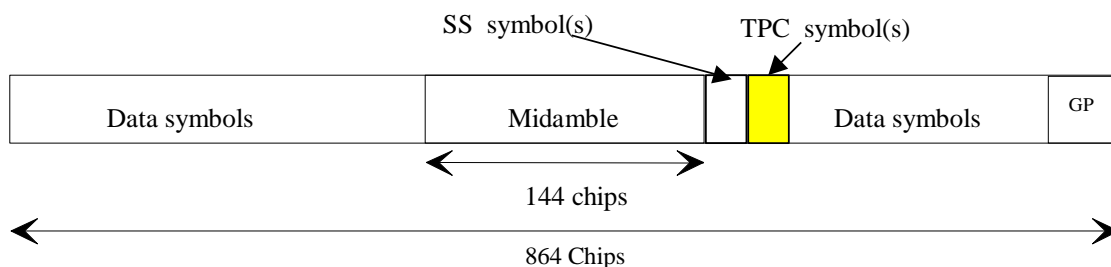 SS symbol(s)
TPC symbol(s)
Data symbols
Midamble
Data symbols
GP
144 chips
864 Chips